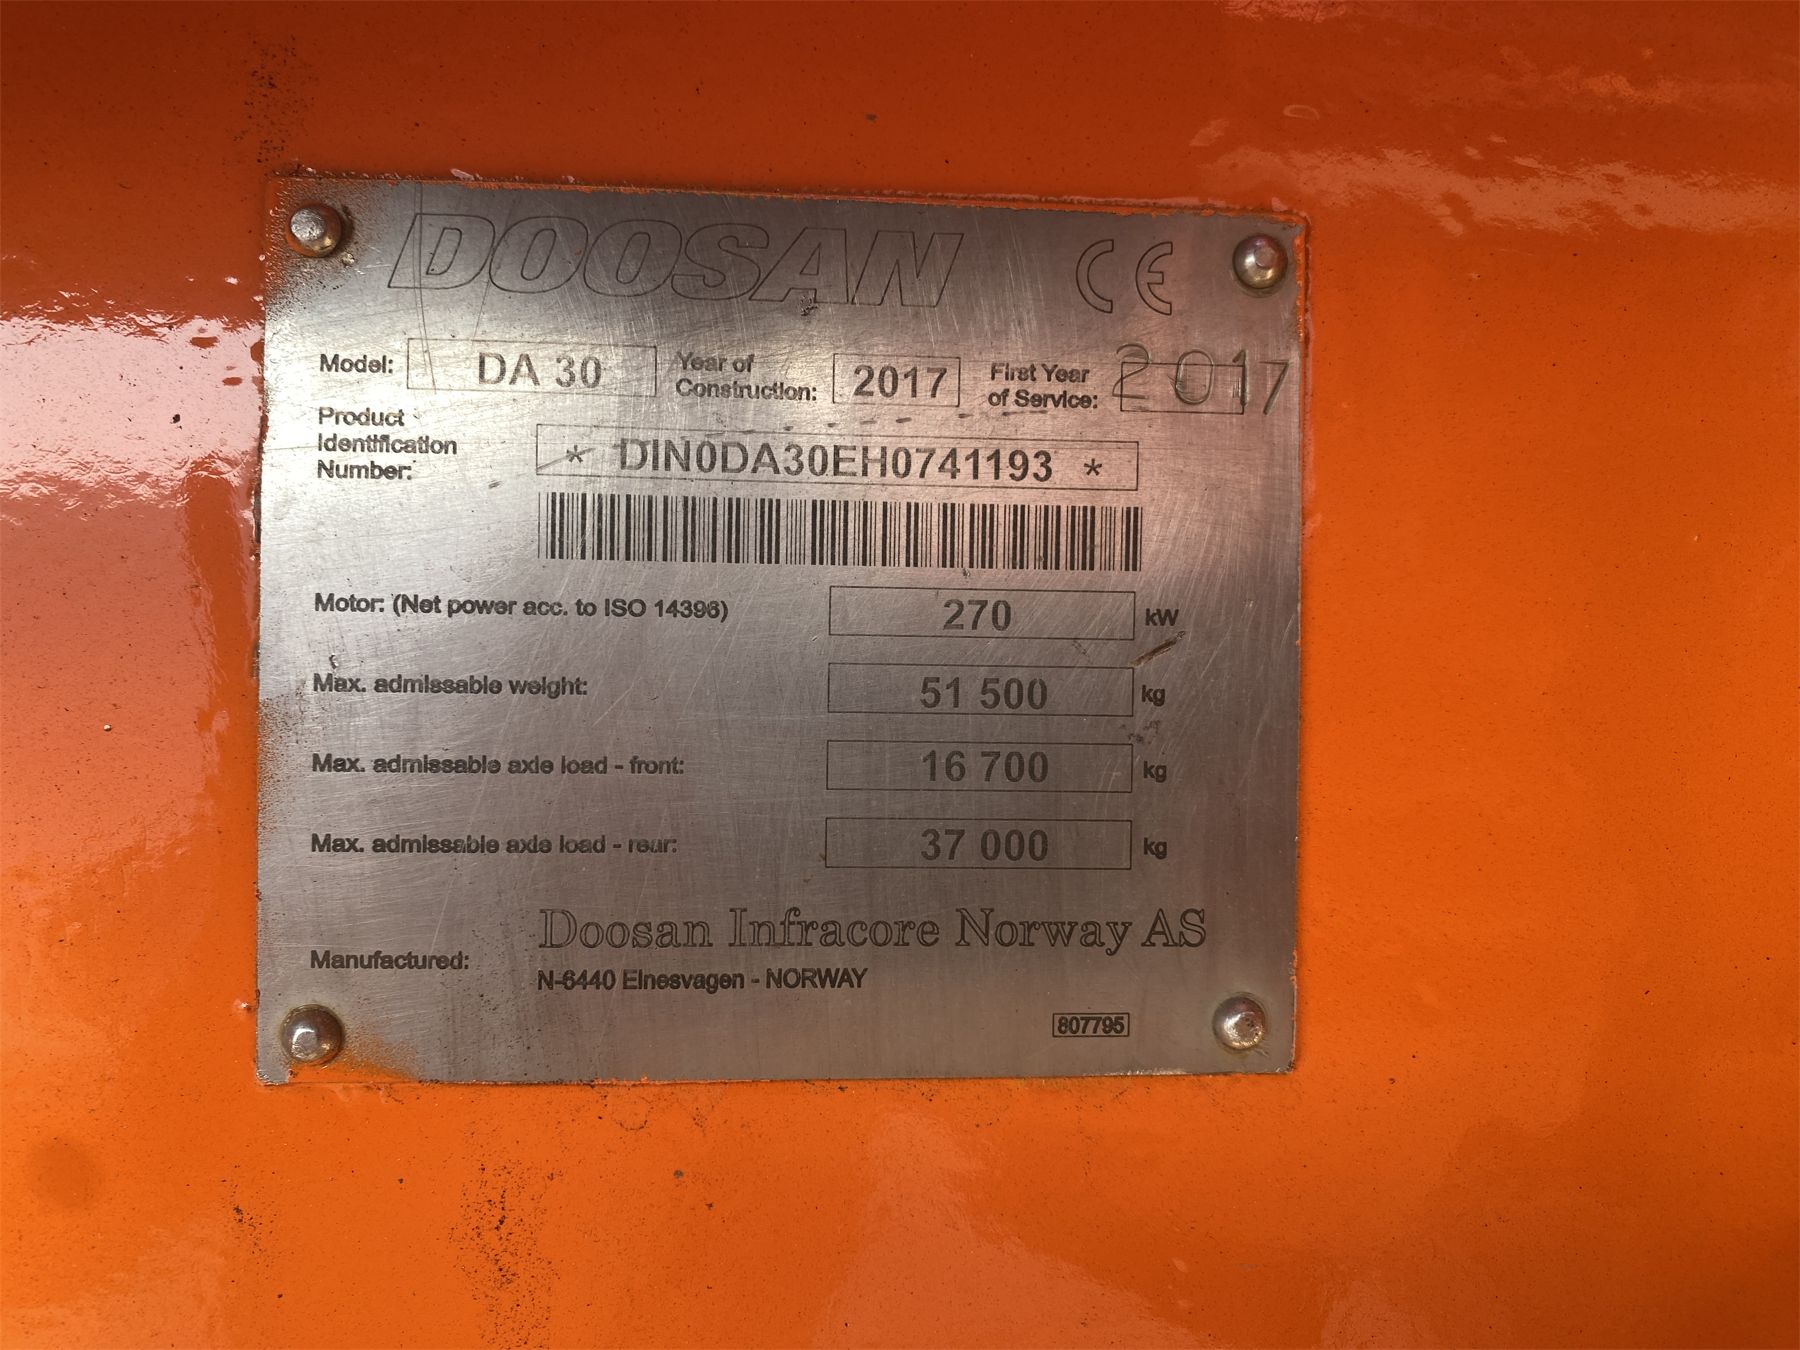 DOOSAN CE
Model: DA 30 Year of Construction: 2017 First Year of Service: 2017
Product Identification Number: * DIN0DA30EH0741193 *
Motor: (Net power acc. to ISO 14396) 270 kW
Max. admissable weight: 51 500 kg
Max. admissable axle load - front: 16 700 kg
Max. admissable axle load - rear: 37 000 kg
Manufactured: Doosan Infracore Norway AS
N-6440 Elnesvagen - NORWAY
807795